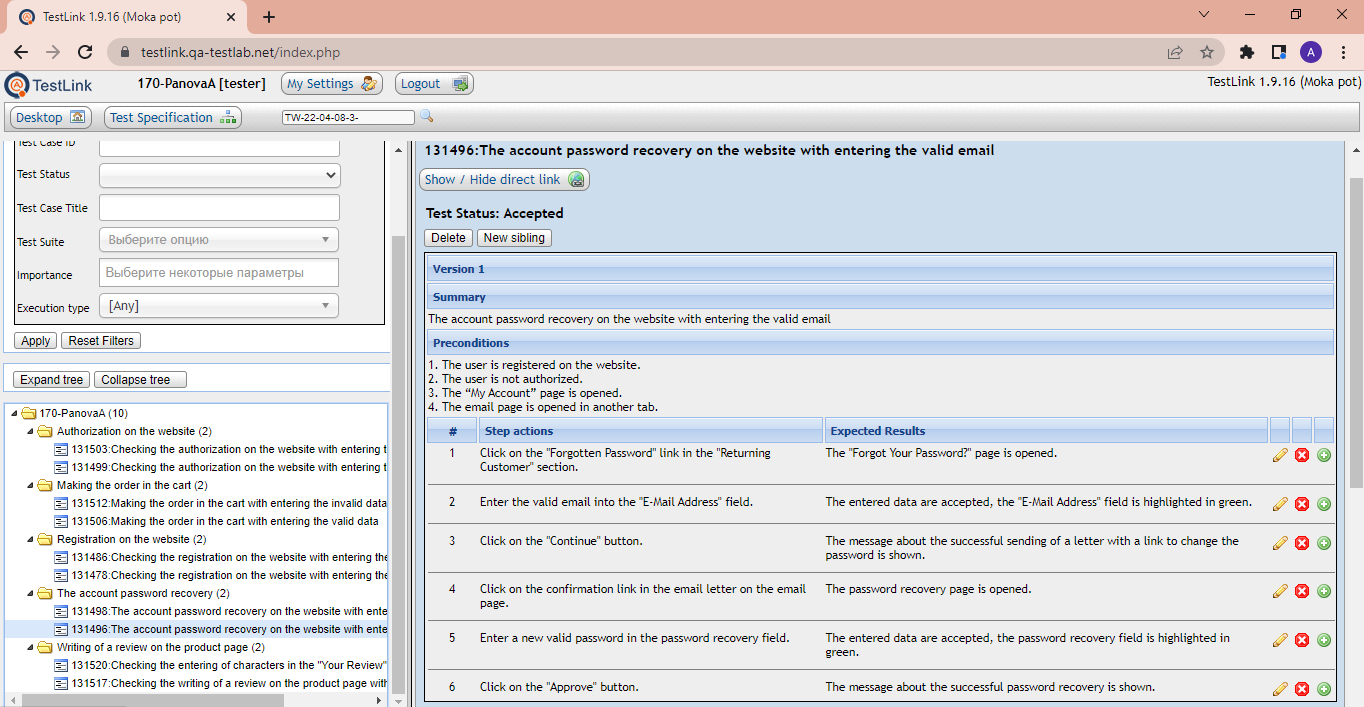 TestLink 1.9.16 (Moka pot)
testlink.qa-testlab.net/index.php
A
TestLink
170-PanovaA [tester]
My Settings
Logout
TestLink 1.9.16 (Moka pot)
Desktop
Test Specification
TW-22-04-08-3-
Test Case ID
Test Status
Test Case Title
Test Suite
Выберите опцию
Importance
Выберите некоторые параметры
Execution type
[Any]
Apply
Reset Filters
Expand tree
Collapse tree
170-PanovaA (10)
Authorization on the website (2)
131503:Checking the authorization on the website with entering t
131499:Checking the authorization on the website with entering t
Making the order in the cart (2)
131512:Making the order in the cart with entering the invalid data
131506:Making the order in the cart with entering the valid data
Registration on the website (2)
131486:Checking the registration on the website with entering the
131478:Checking the registration on the website with entering the
The account password recovery (2)
131498:The account password recovery on the website with ente
131496:The account password recovery on the website with ente
Writing of a review on the product page (2)
131520:Checking the entering of characters in the "Your Review"
131517:Checking the writing of a review on the product page with
131496:The account password recovery on the website with entering the valid email
Show / Hide direct link
Test Status: Accepted
Delete
New sibling
Version 1
Summary
The account password recovery on the website with entering the valid email
Preconditions
1. The user is registered on the website.
2. The user is not authorized.
3. The “My Account” page is opened.
4. The email page is opened in another tab.
# Step actions Expected Results
1 Click on the "Forgotten Password" link in the "Returning The "Forgot Your Password?" page is opened.
Customer" section.
2 Enter the valid email into the "E-Mail Address" field. The entered data are accepted, the "E-Mail Address" field is highlighted in green.
3 Click on the "Continue" button. The message about the successful sending of a letter with a link to change the
password is shown.
4 Click on the confirmation link in the email letter on the email The password recovery page is opened.
page.
5 Enter a new valid password in the password recovery field. The entered data are accepted, the password recovery field is highlighted in
green.
6 Click on the "Approve" button. The message about the successful password recovery is shown.